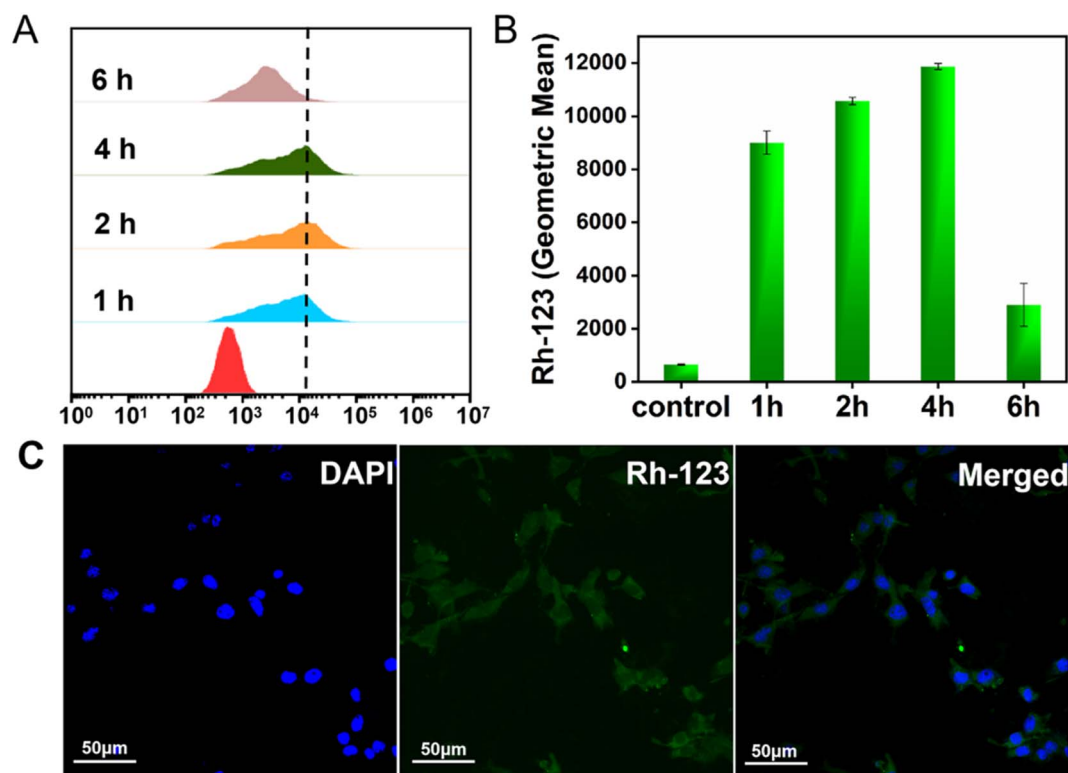 A
6 h
4 h
2 h
1 h
10⁰ 10¹ 10² 10³ 10⁴ 10⁵ 10⁶ 10⁷
B
Rh-123 (Geometric Mean)
12000
10000
8000
6000
4000
2000
0
control 1h 2h 4h 6h
C
DAPI
50μm
Rh-123
50μm
Merged
50μm